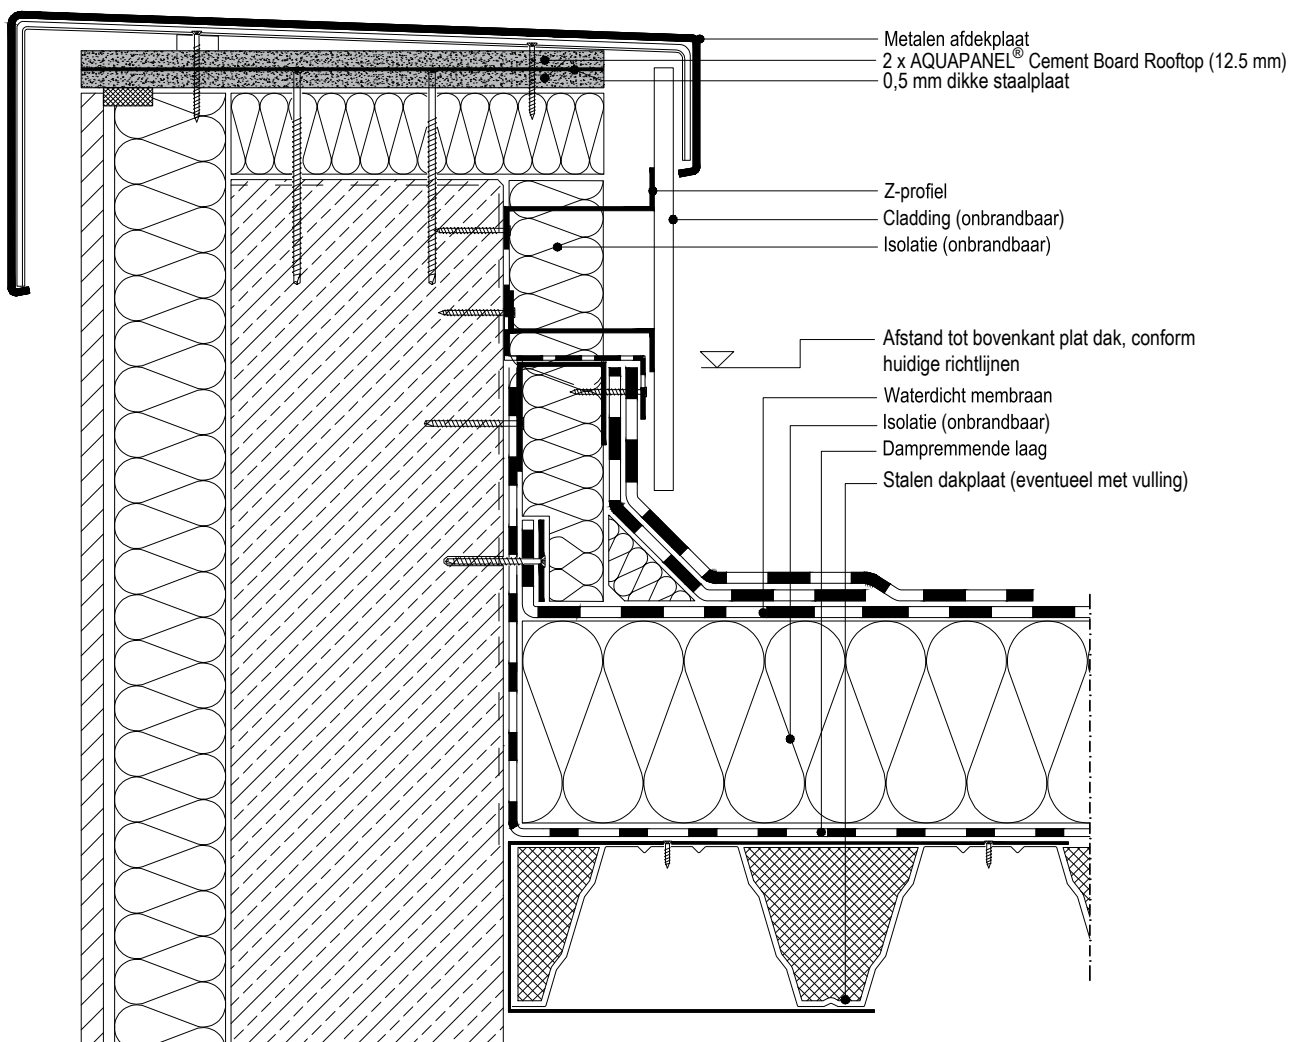 Metalen afdekplaat
2 x AQUAPANEL® Cement Board Rooftop (12.5 mm)
0,5 mm dikke staalplaat
Z-profiel
Cladding (onbrandbaar)
Isolatie (onbrandbaar)
Afstand tot bovenkant plat dak, conform
huidige richtlijnen
Waterdicht membraan
Isolatie (onbrandbaar)
Dampremmende laag
Stalen dakplaat (eventueel met vulling)